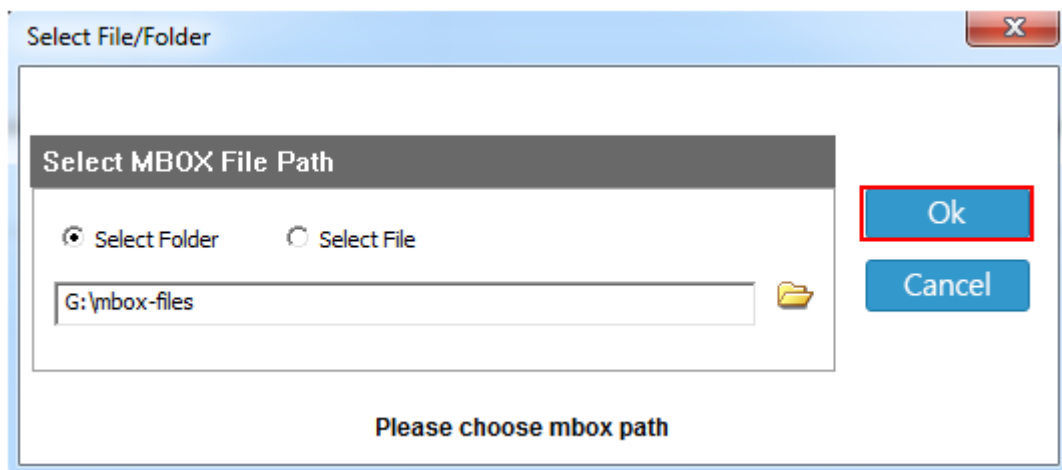 Select File/Folder
x
Select MBOX File Path
Select Folder
Select File
G:\mbox-files
Ok
Cancel
Please choose mbox path